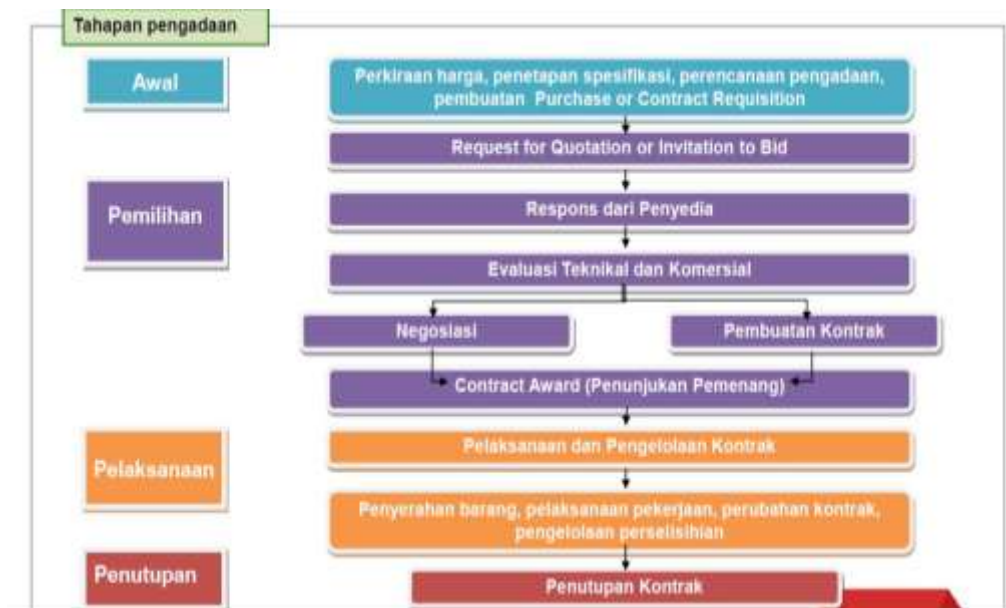 Tahapan pengadaan
Awal
Perkiraan harga, penetapan spesifikasi, perencanaan pengadaan,
pembuatan Purchase or Contract Requisition
Request for Quotation or Invitation to Bid
Pemilihan
Respons dari Penyedia
Evaluasi Teknikal dan Komersial
Negosiasi
Pembuatan Kontrak
Contract Award (Penunjukan Pemenang)
Pelaksanaan
Pelaksanaan dan Pengelolaan Kontrak
Penyerahan barang, pelaksanaan pekerjaan, perubahan kontrak,
pengelolaan perselisihian
Penutupan
Penutupan Kontrak